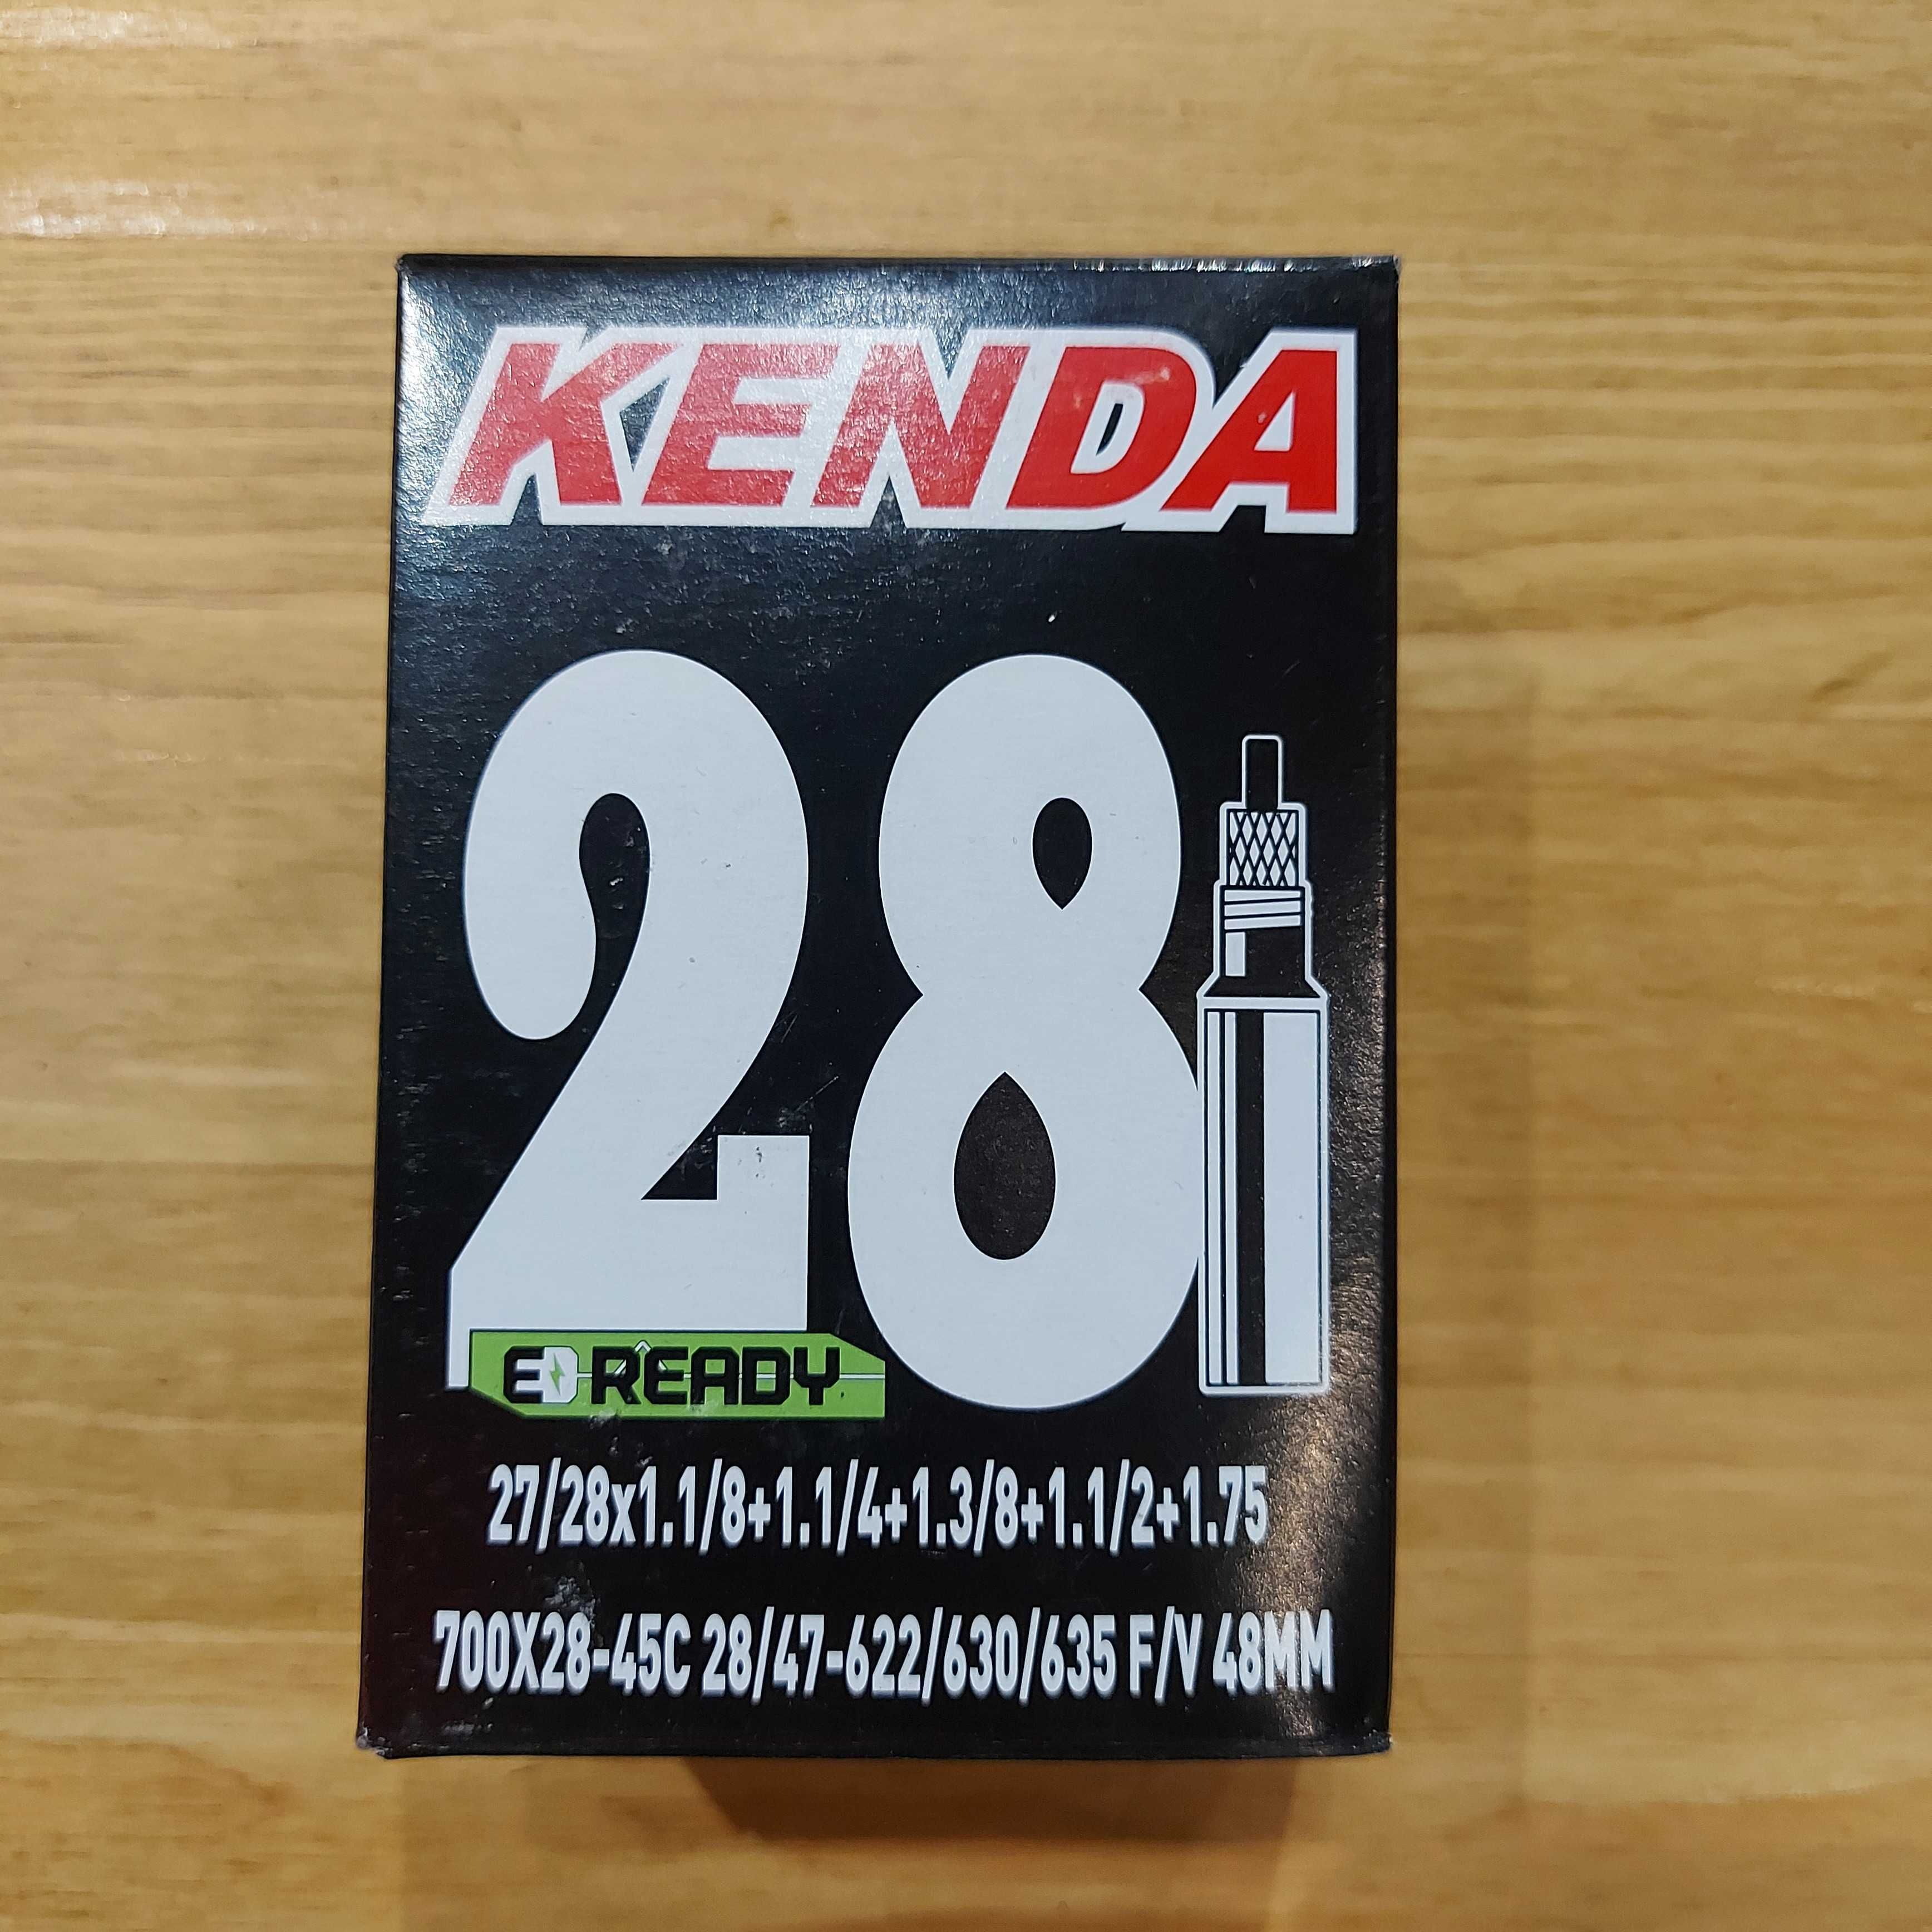 KENDA
28
E READY
27/28x1.1/8+1.1/4+1.3/8+1.1/2+1.75
700X28-45C 28/47-622/630/635 F/V 48MM